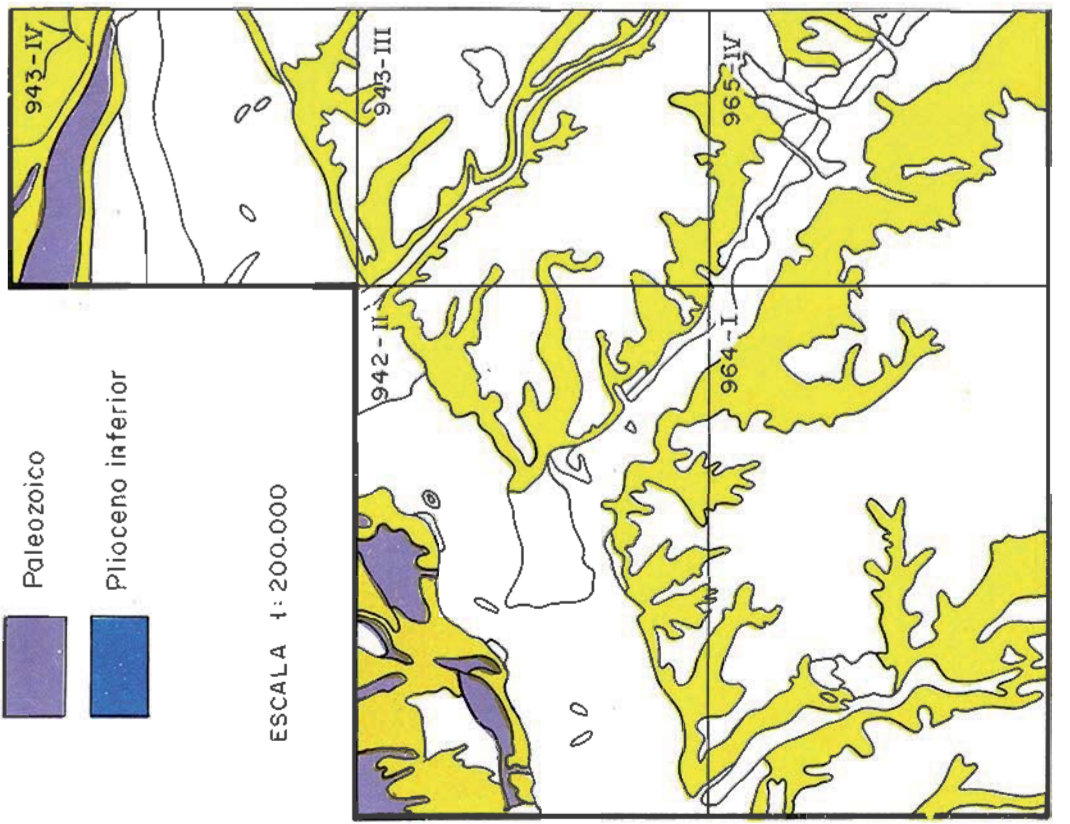 943-IV
943-III
965-IV
942-II
964-I
Paleozoico
Plioceno inferior
ESCALA 1:200.000